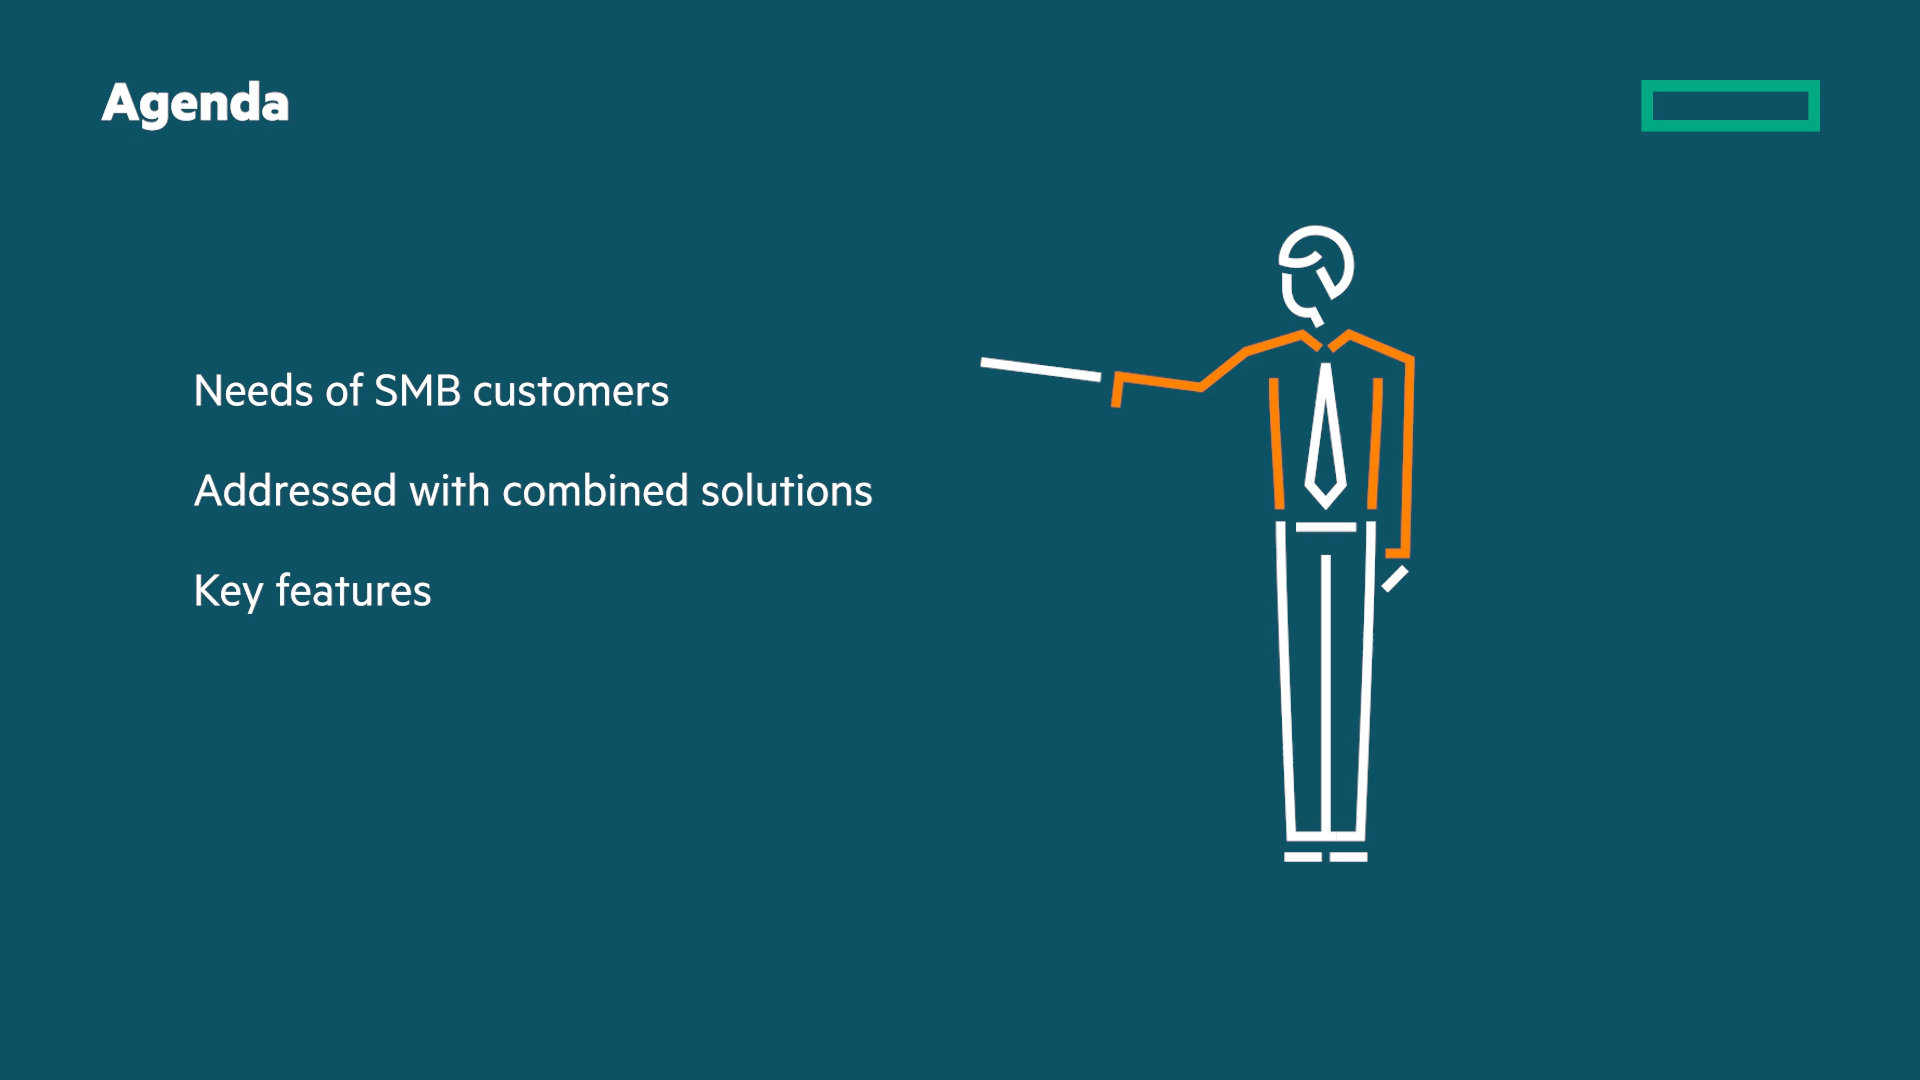 Agenda
Needs of SMB customers
Addressed with combined solutions
Key features